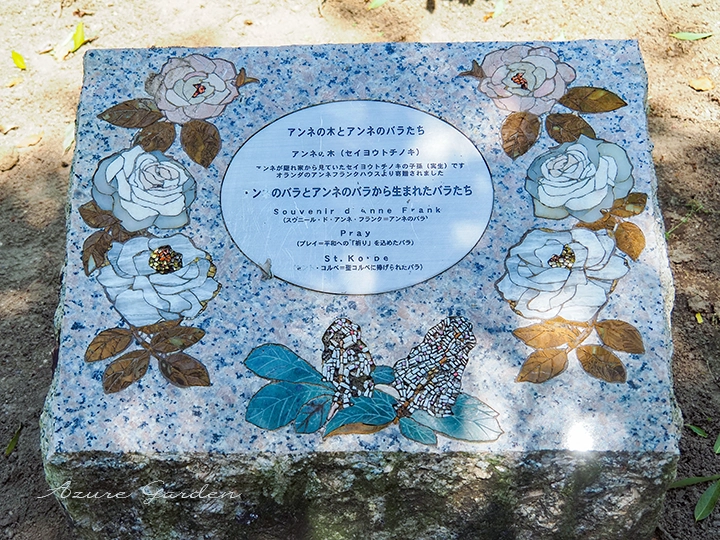 アンネの木とアンネのバラたち
アンネの木（セイヨウトチノキ）
アンネが隠れ家から見ていたセイヨウトチノキの子孫（実生）です
オランダのアンネフランクハウスより寄贈されました
のバラとアンネのバラから生まれたバラたち
Souvenir d Anne Frank
（スヴニール・ド・アンネ・フランク＝アンネのバラ）
Pray
（プレイ＝平和への「祈り」を込めたバラ）
St. Ko be
・コルベ＝聖コルベに捧げられたバラ）
Azure Garden